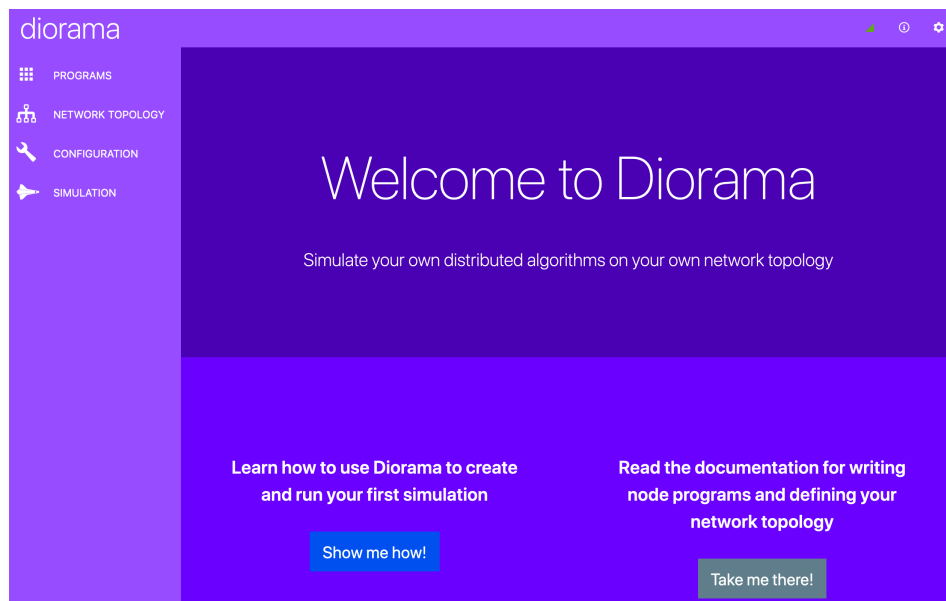 diorama
PROGRAMS
NETWORK TOPOLOGY
CONFIGURATION
SIMULATION
Welcome to Diorama
Simulate your own distributed algorithms on your own network topology
Learn how to use Diorama to create
and run your first simulation
Show me how!
Read the documentation for writing
node programs and defining your
network topology
Take me there!